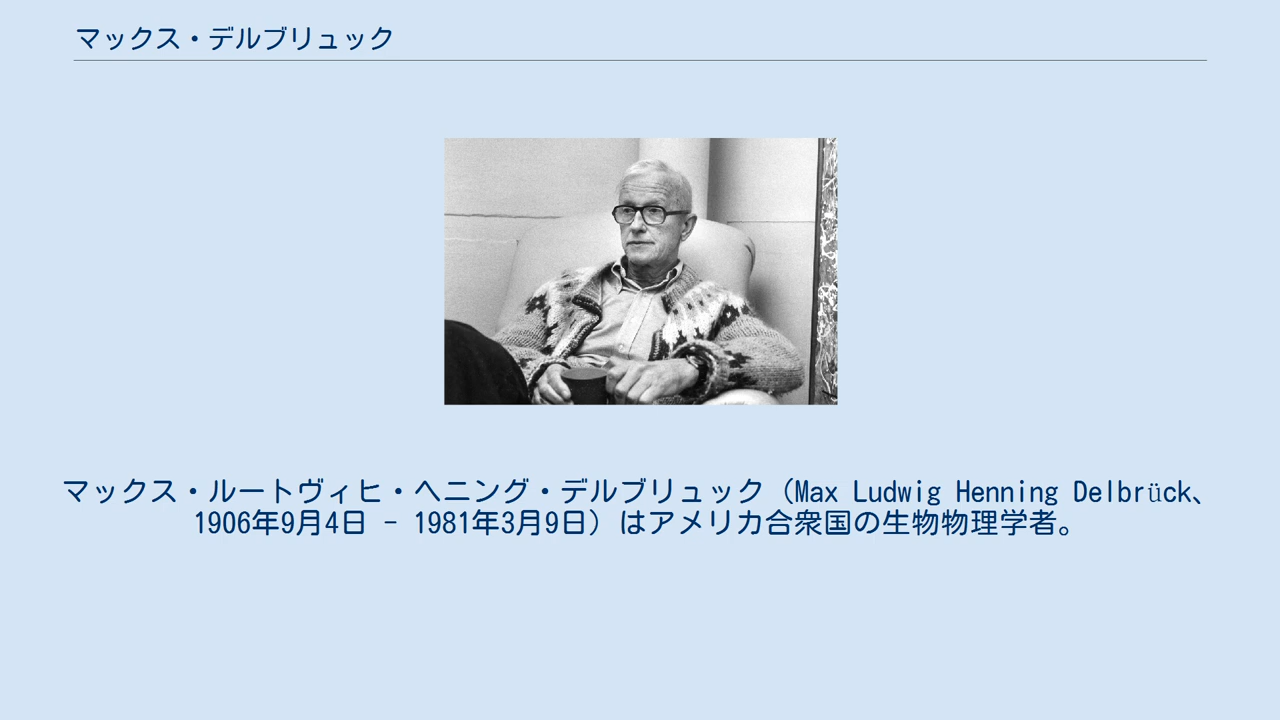 マックス・デルブリュック
マックス・ルートヴィヒ・ヘニング・デルブリュック（Max Ludwig Henning Delbrück、
1906年9月4日 - 1981年3月9日）はアメリカ合衆国の生物物理学者。